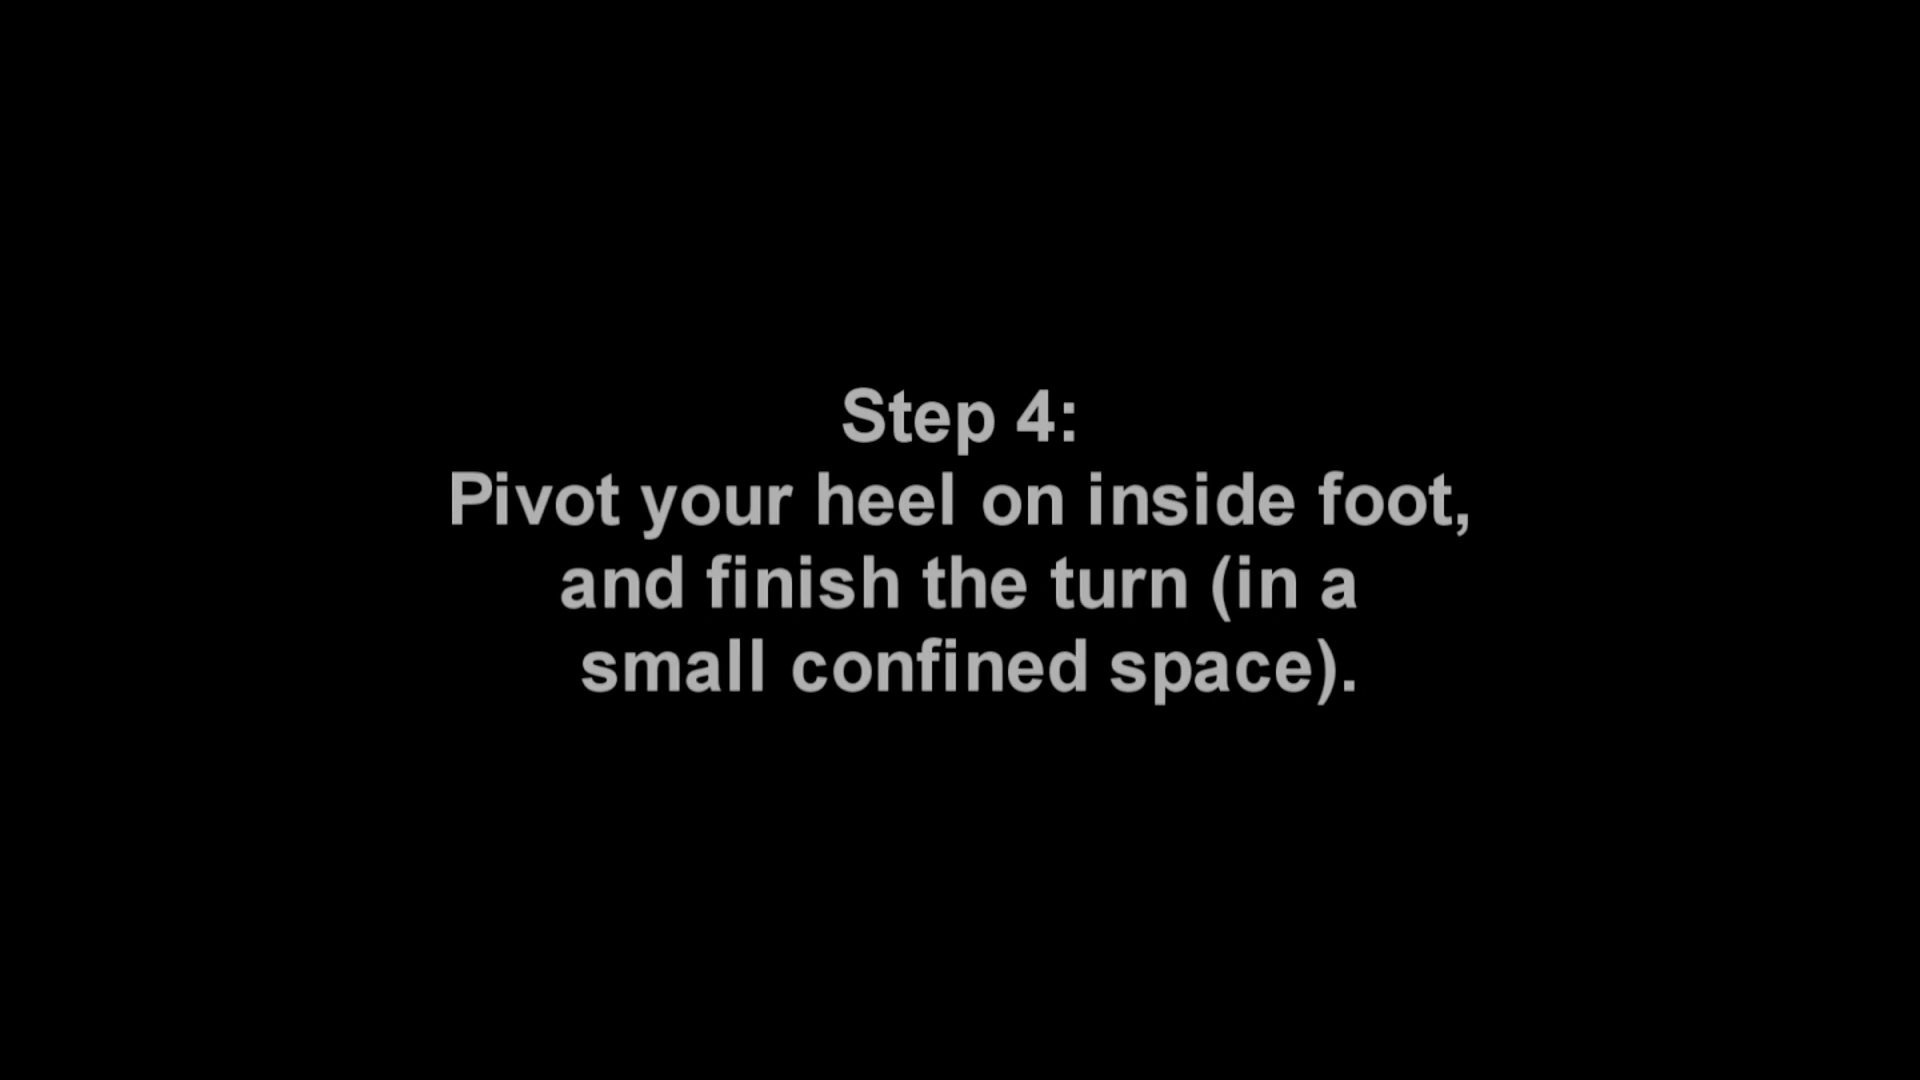 Step 4:
Pivot your heel on inside foot,
and finish the turn (in a
small confined space).